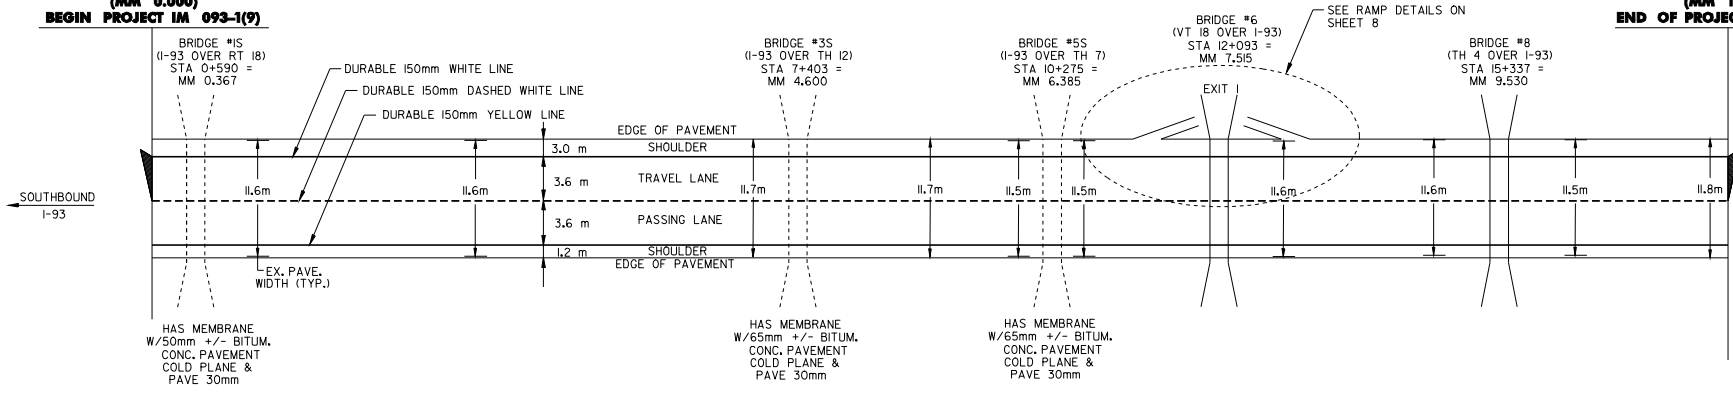 (MM 0.000)
BEGIN PROJECT IM 093-1(9)
(MM
END OF PROJEC
BRIDGE #1S
(I-93 OVER RT 18)
STA 0+590 =
MM 0.367
DURABLE 150mm WHITE LINE
DURABLE 150mm DASHED WHITE LINE
DURABLE 150mm YELLOW LINE
BRIDGE #3S
(I-93 OVER TH 12)
STA 7+403 =
MM 4.600
BRIDGE #5S
(I-93 OVER TH 7)
STA 10+275 =
MM 6.385
BRIDGE #6
(VT 18 OVER I-93)
STA 12+093 =
MM 7.515
SEE RAMP DETAILS ON
SHEET 8
BRIDGE #8
(TH 4 OVER I-93)
STA 15+337 =
MM 9.530
EXIT 1
EDGE OF PAVEMENT
3.0 m SHOULDER
3.6 m TRAVEL LANE
11.6m 11.6m 11.7m 11.7m 11.5m 11.5m 11.6m 11.6m 11.5m 11.8m
SOUTHBOUND
I-93
3.6 m PASSING LANE
1.2 m SHOULDER
EDGE OF PAVEMENT
EX. PAVE.
WIDTH (TYP.)
HAS MEMBRANE
W/50mm +/- BITUM.
CONC. PAVEMENT
COLD PLANE &
PAVE 30mm
HAS MEMBRANE
W/65mm +/- BITUM.
CONC. PAVEMENT
COLD PLANE &
PAVE 30mm
HAS MEMBRANE
W/65mm +/- BITUM.
CONC. PAVEMENT
COLD PLANE &
PAVE 30mm